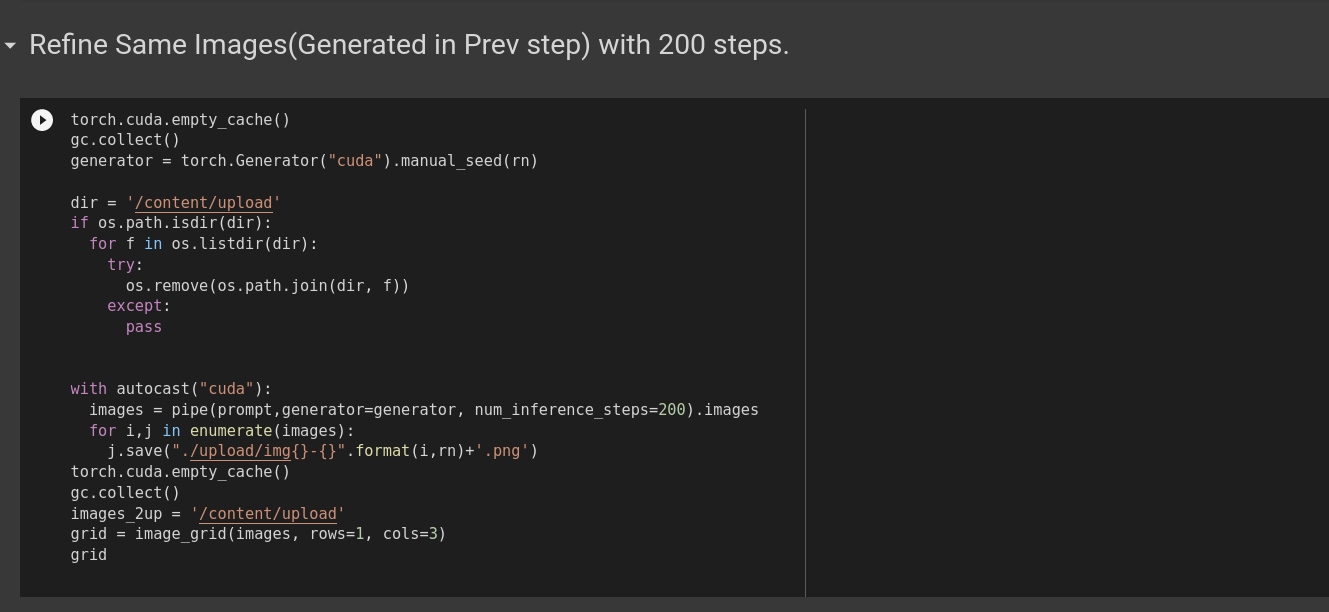 Refine Same Images(Generated in Prev step) with 200 steps.
torch.cuda.empty_cache()
gc.collect()
generator = torch.Generator("cuda").manual_seed(rn)
dir = '/content/upload'
if os.path.isdir(dir):
  for f in os.listdir(dir):
    try:
      os.remove(os.path.join(dir, f))
    except:
      pass
with autocast("cuda"):
  images = pipe(prompt,generator=generator, num_inference_steps=200).images
  for i,j in enumerate(images):
    j.save("./upload/img{}-{}".format(i,rn)+'.png')
torch.cuda.empty_cache()
gc.collect()
images_2up = '/content/upload'
grid = image_grid(images, rows=1, cols=3)
grid